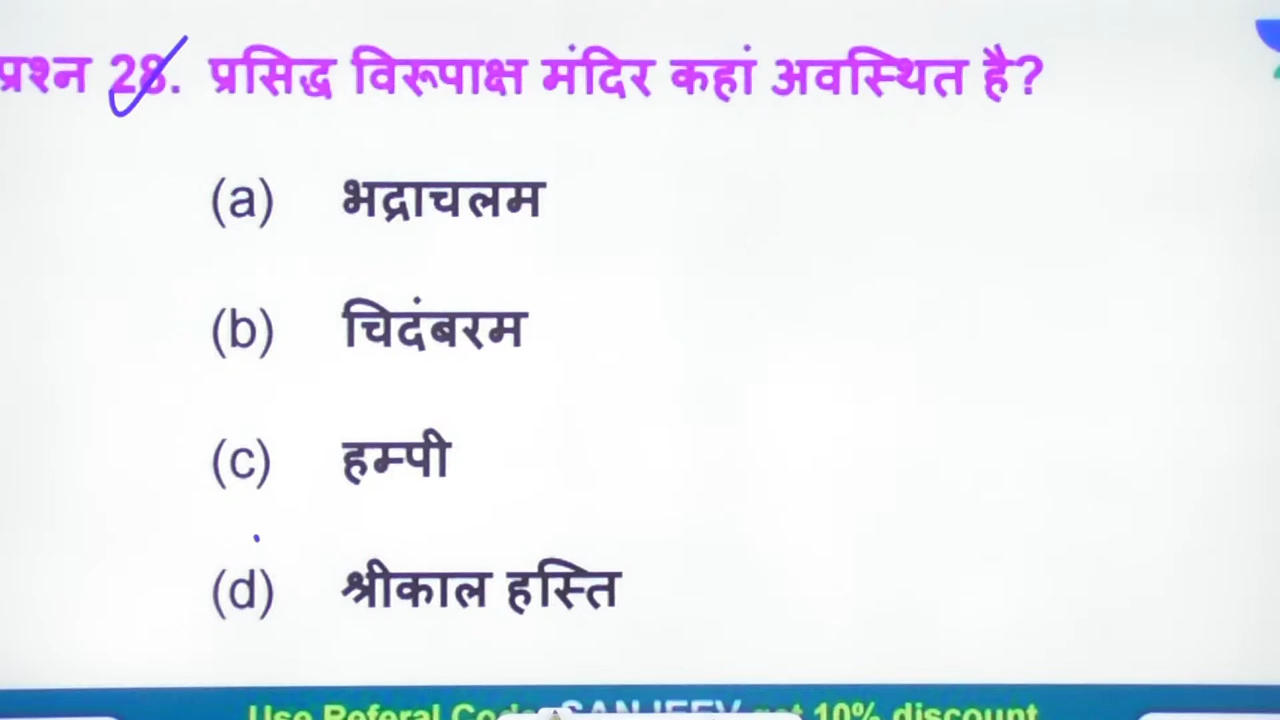 प्रश्न 28. प्रसिद्ध विरूपाक्ष मंदिर कहां अवस्थित है?
(a) भद्राचलम
(b) चिदंबरम
(c) हम्पी
(d) श्रीकाल हस्ति
Use Referal Code SANJEEV get 10% discount